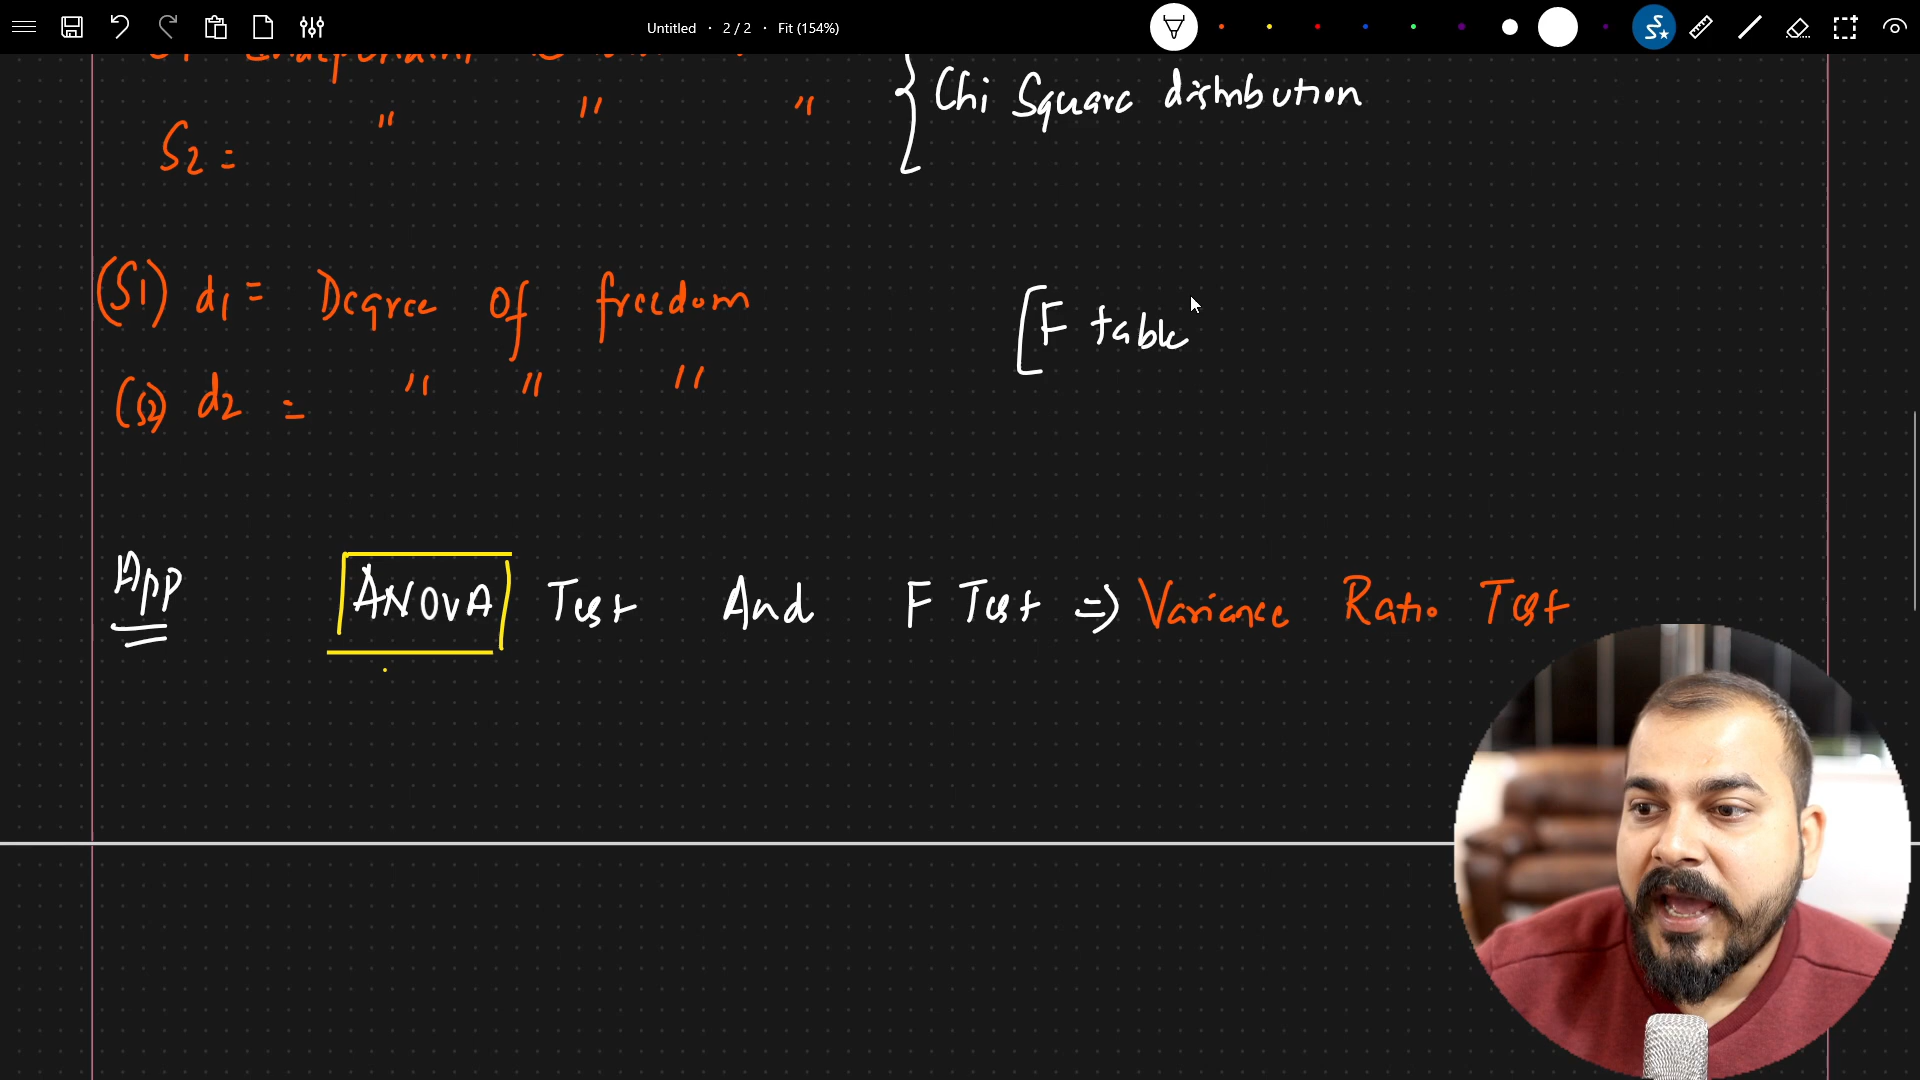 Untitled · 2 / 2 · Fit (154%)
Chi Square distribution
" " "
S2 =
(S1) d1 = Degree of freedom
[F table
(S2) d2 = " " "
App ANOVA Test And F Test => Variance Ratio Test